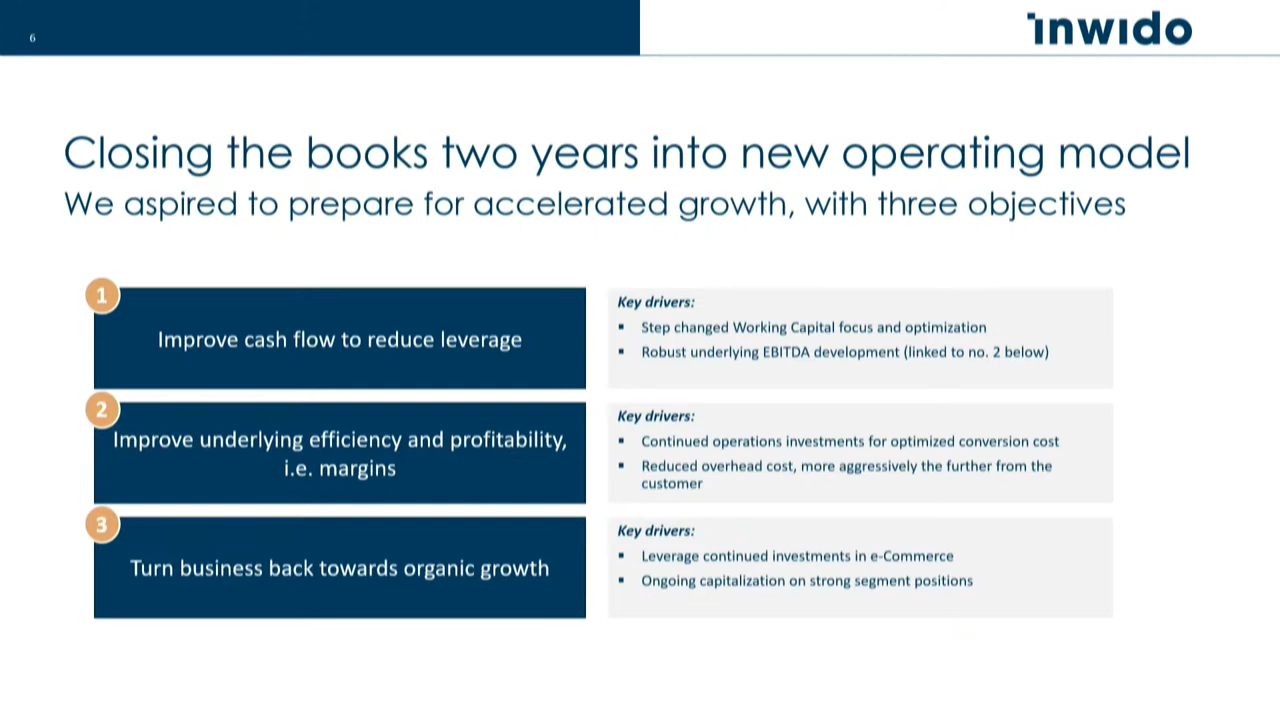 6
inwido
Closing the books two years into new operating model
We aspired to prepare for accelerated growth, with three objectives
1
Improve cash flow to reduce leverage
Key drivers:
▪ Step changed Working Capital focus and optimization
▪ Robust underlying EBITDA development (linked to no. 2 below)
2
Improve underlying efficiency and profitability,
i.e. margins
Key drivers:
▪ Continued operations investments for optimized conversion cost
▪ Reduced overhead cost, more aggressively the further from the
customer
3
Turn business back towards organic growth
Key drivers:
▪ Leverage continued investments in e-Commerce
▪ Ongoing capitalization on strong segment positions